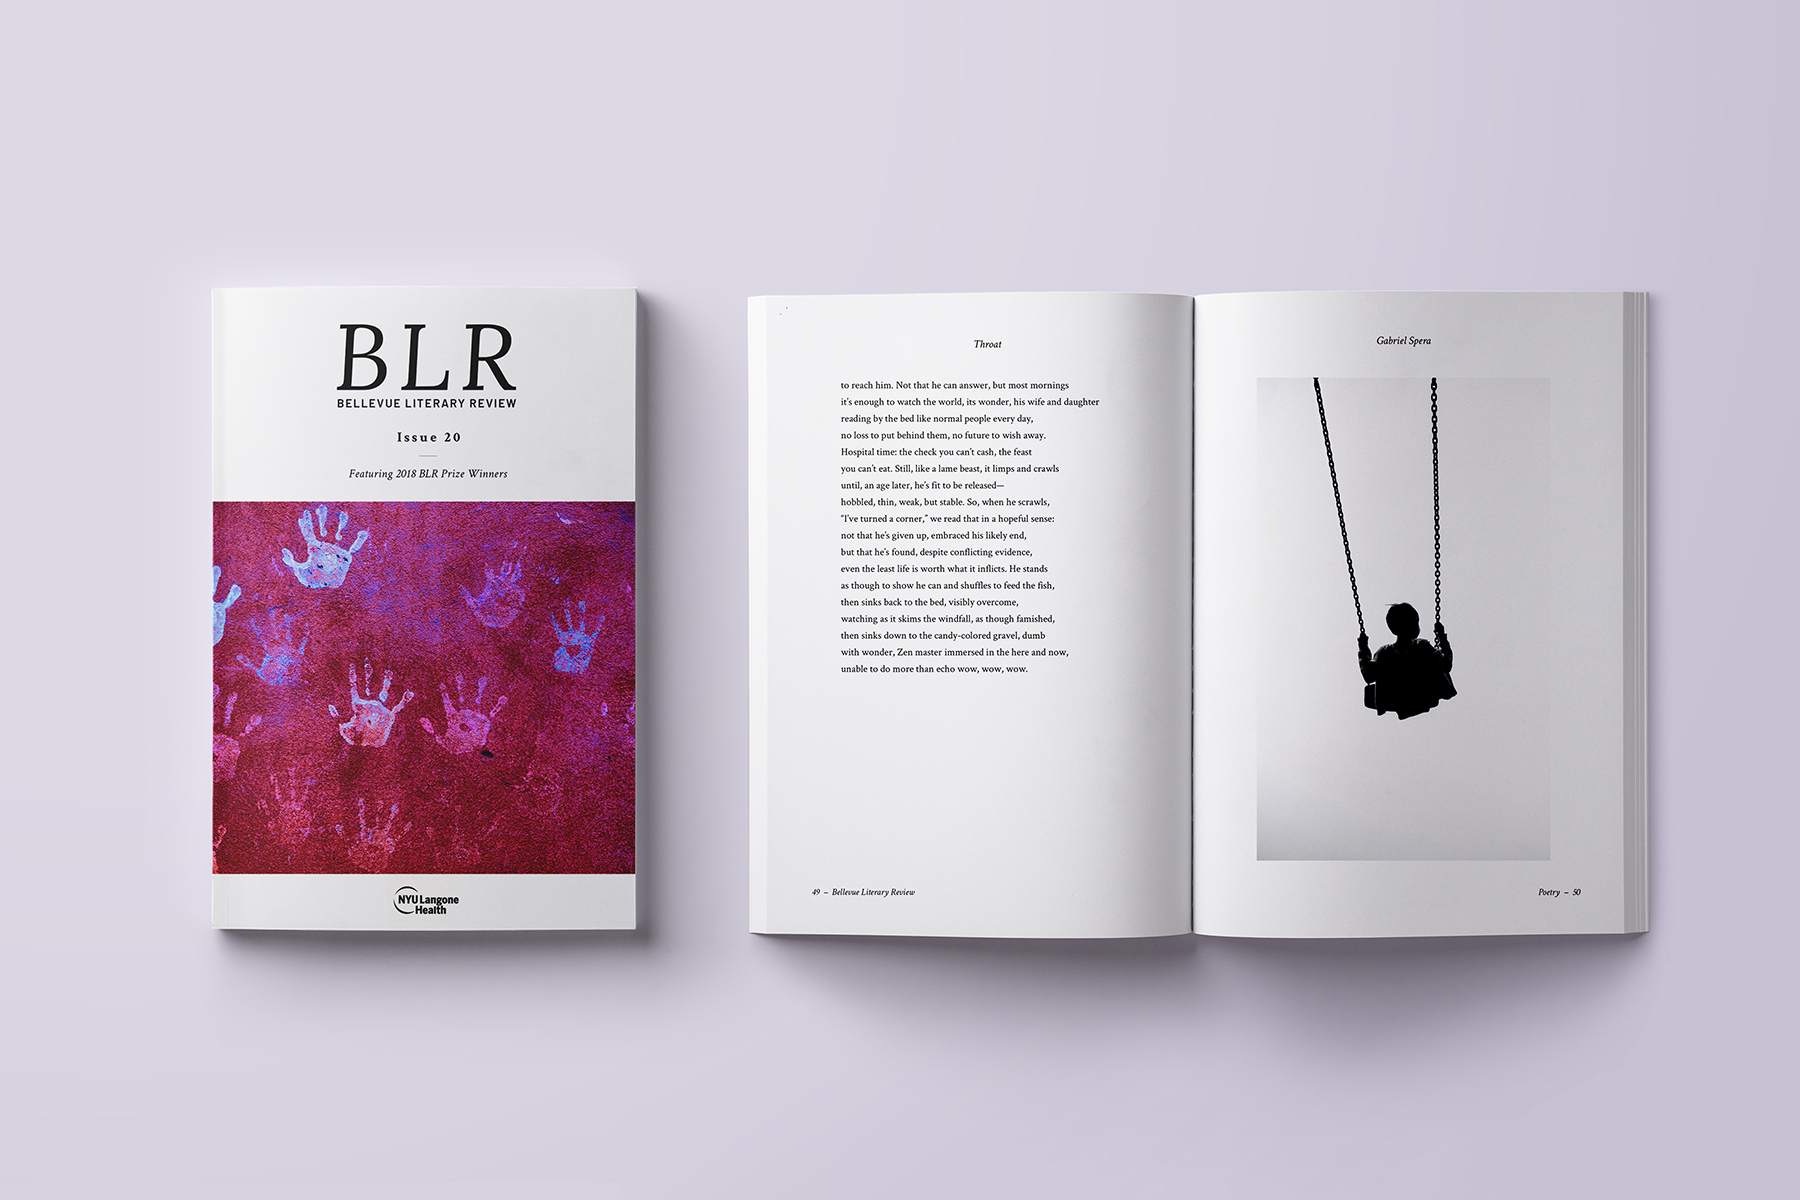 BLR
BELLEVUE LITERARY REVIEW
Issue 20
Featuring 2018 BLR Prize Winners
NYU Langone
Health
Throat
to reach him. Not that he can answer, but most mornings
it's enough to watch the world, its wonder, his wife and daughter
reading by the bed like normal people every day,
no loss to put behind them, no future to wish away.
Hospital time: the check you can't cash, the feast
you can't eat. Still, like a lame beast, it limps and crawls
until, an age later, he's fit to be released—
hobbled, thin, weak, but stable. So, when he scrawls,
“I've turned a corner,” we read that in a hopeful sense:
not that he's given up, embraced his likely end,
but that he's found, despite conflicting evidence,
even the least life is worth what it inflicts. He stands
as though to show he can and shuffles to feed the fish,
then sinks back to the bed, visibly overcome,
watching as it skims the windfall, as though famished,
then sinks down to the candy-colored gravel, dumb
with wonder, Zen master immersed in the here and now,
unable to do more than echo wow, wow, wow.
49 – Bellevue Literary Review
Gabriel Spera
Poetry – 50